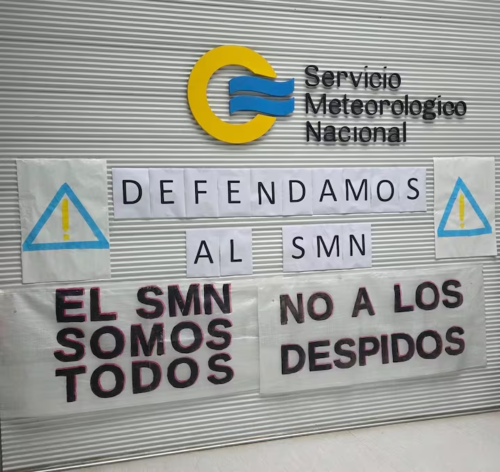 Servicio
Meteorologico
Nacional
!
!
DEFENDAMOS
AL SMN
EL SMN
SOMOS
TODOS
NO A LOS
DESPIDOS